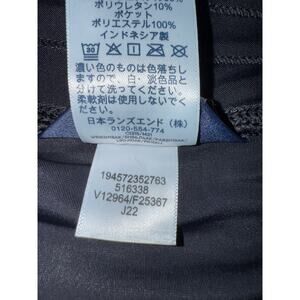 ポリウレタン10%
ポケット
ポリエステル100%
インドネシア製
濃い色のものは色落ちし
ますので、白・淡色品と
分けて洗ってください。
柔軟剤は使用しないでくだ
さい。
日本ランズエンド（株）
0120-554-774
194572352763
516338
V12964/F25367
J22